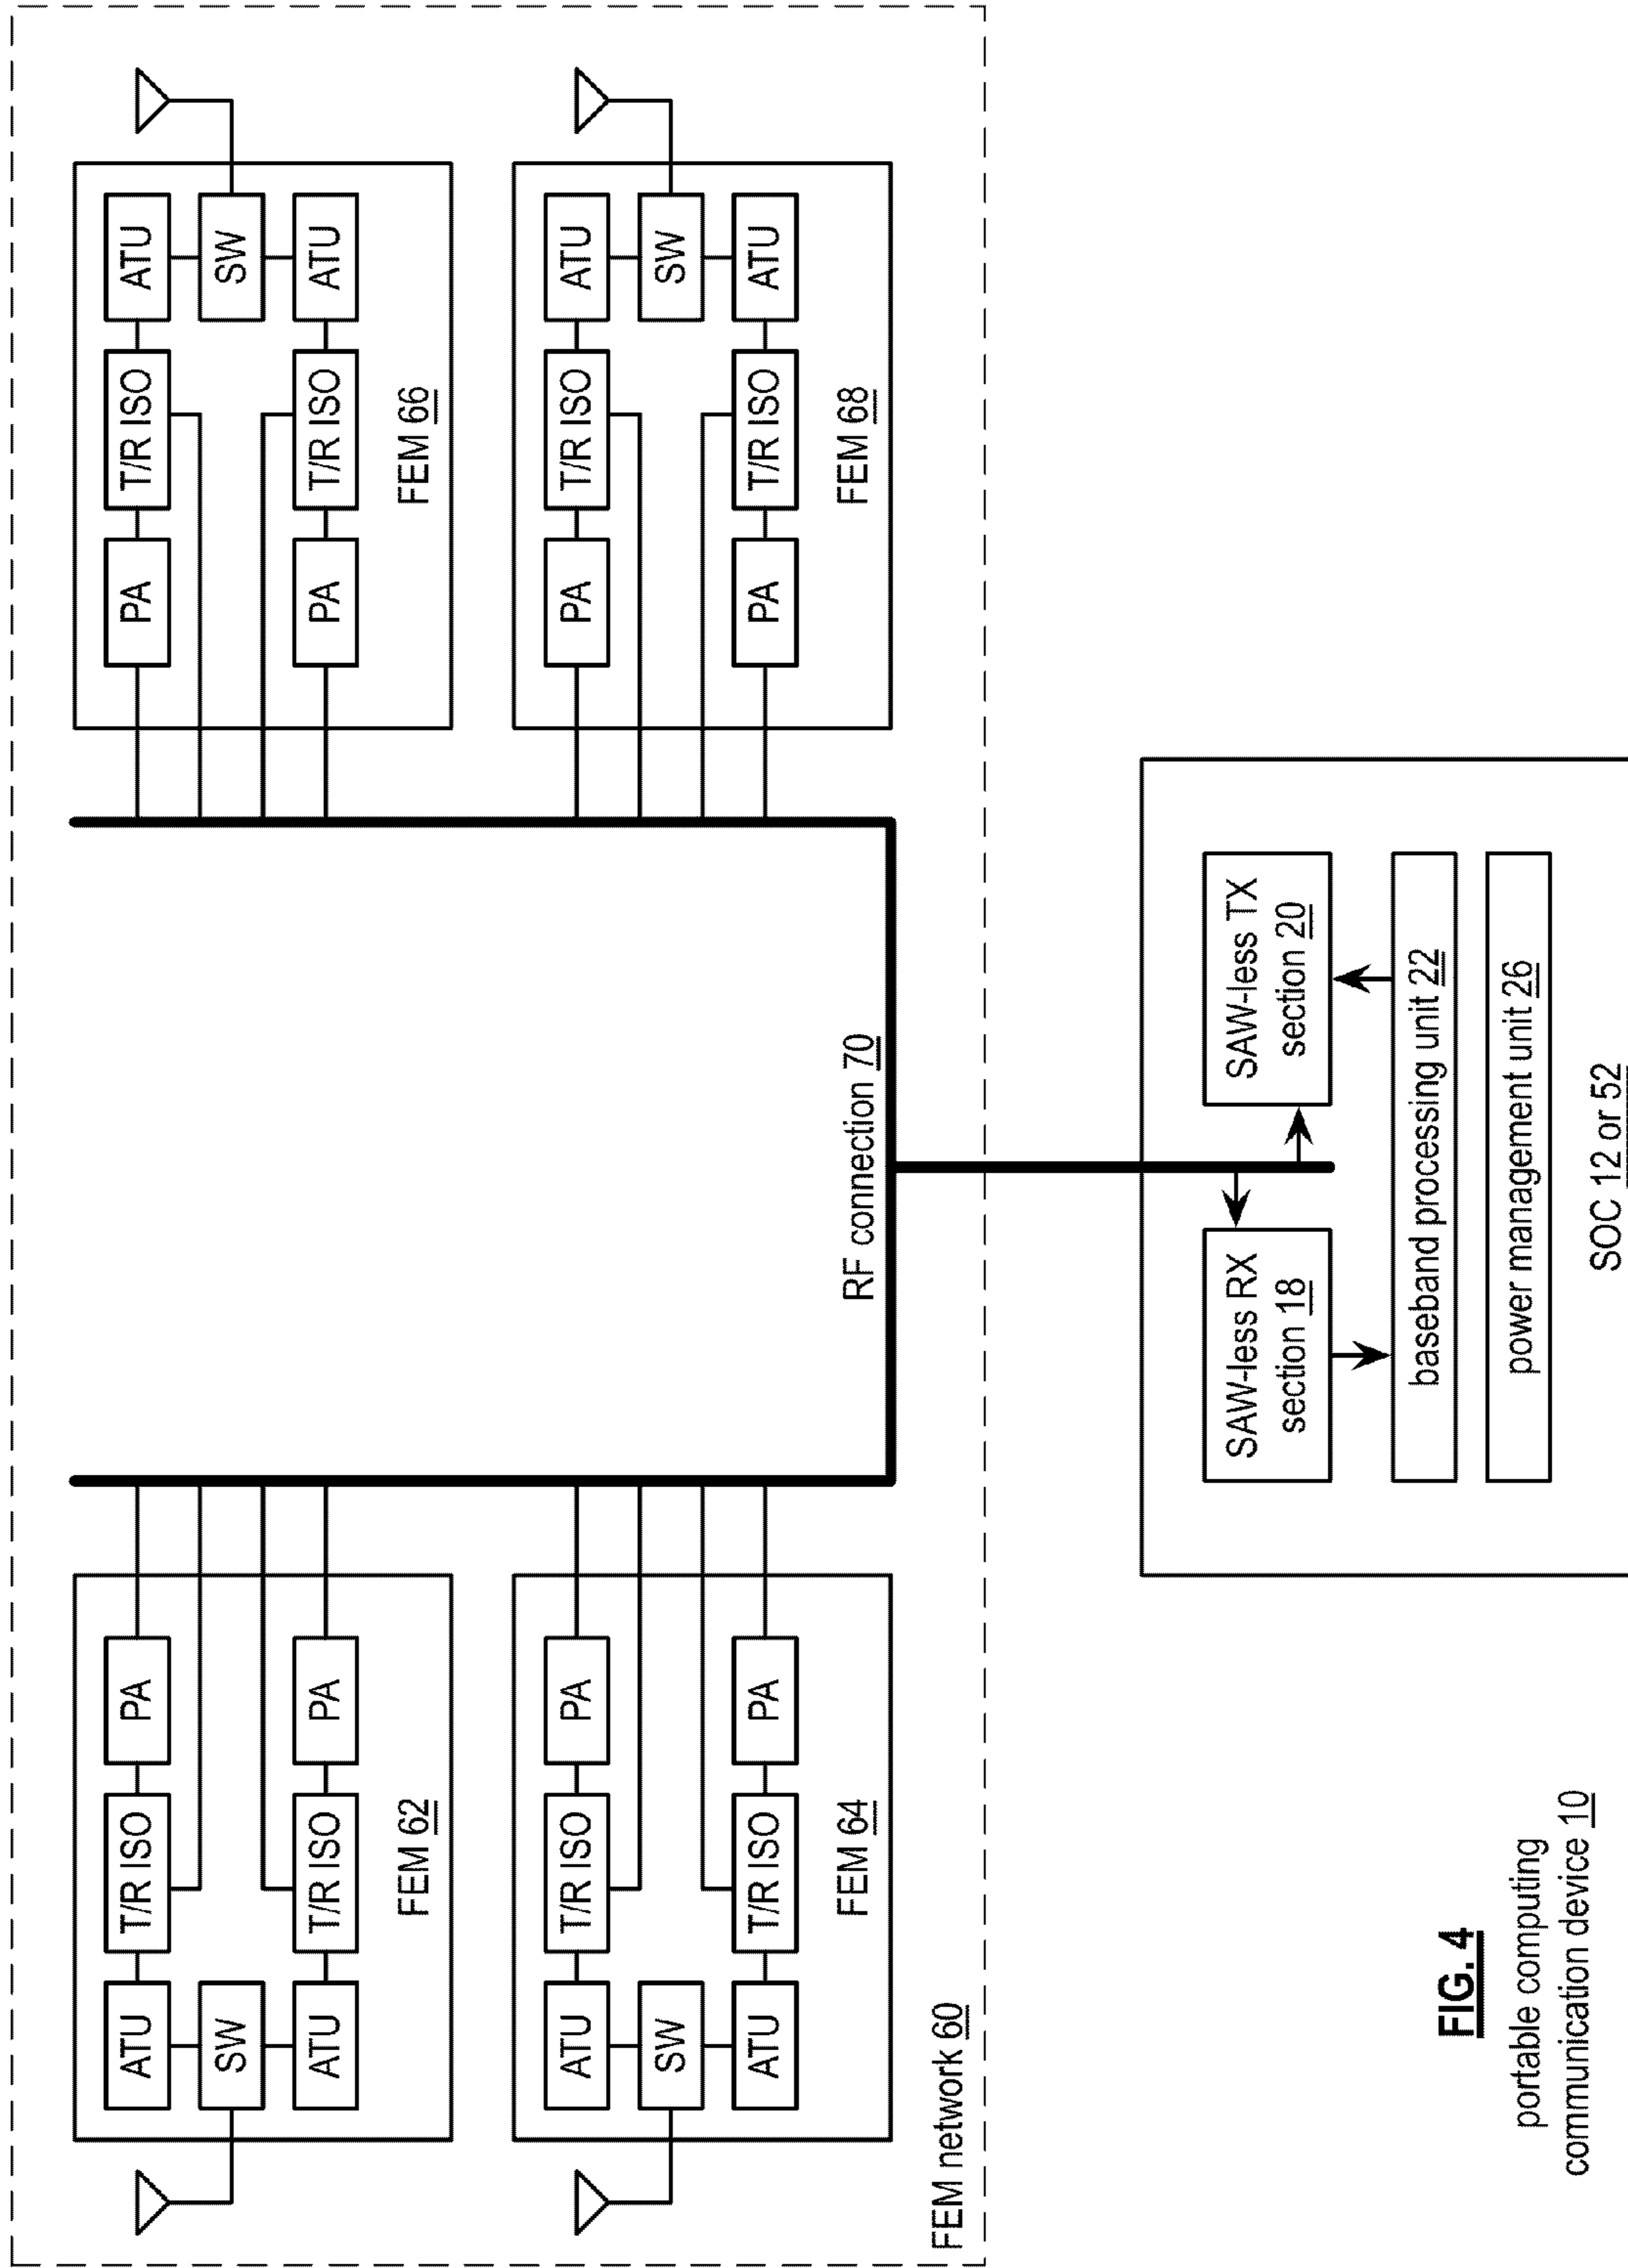 ATU
T/R ISO
PA
SW
ATU
T/R ISO
PA
FEM 62
PA
T/R ISO
ATU
SW
PA
T/R ISO
ATU
FEM 66
ATU
T/R ISO
PA
SW
ATU
T/R ISO
PA
FEM 64
PA
T/R ISO
ATU
SW
PA
T/R ISO
ATU
FEM 68
RF connection 70
FEM network 60
SAW-less RX
section 18
SAW-less TX
section 20
baseband processing unit 22
power management unit 26
SOC 12 or 52
FIG. 4
portable computing
communication device 10